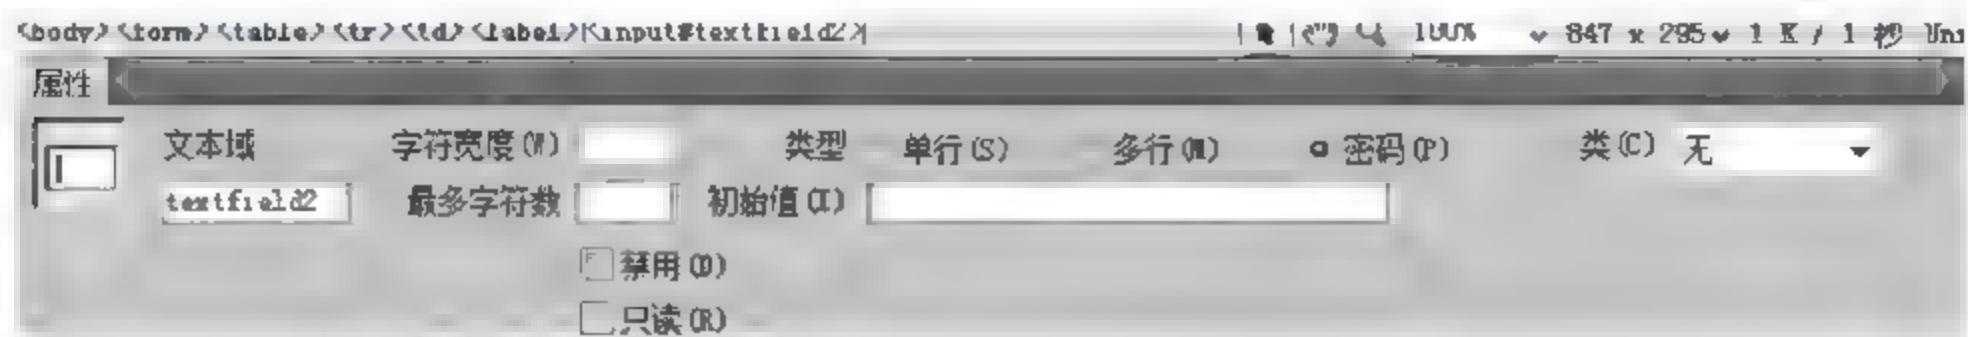 <body><form><table><tr><td><label><input#textfield2> 100% 847 x 295 1 K / 1 秒 Uni
属性
文本域 字符宽度(W) 类型 单行(S) 多行(M) 密码(P) 类(C) 无
textfield2 最多字符数 初始值(I)
禁用(D)
只读(R)